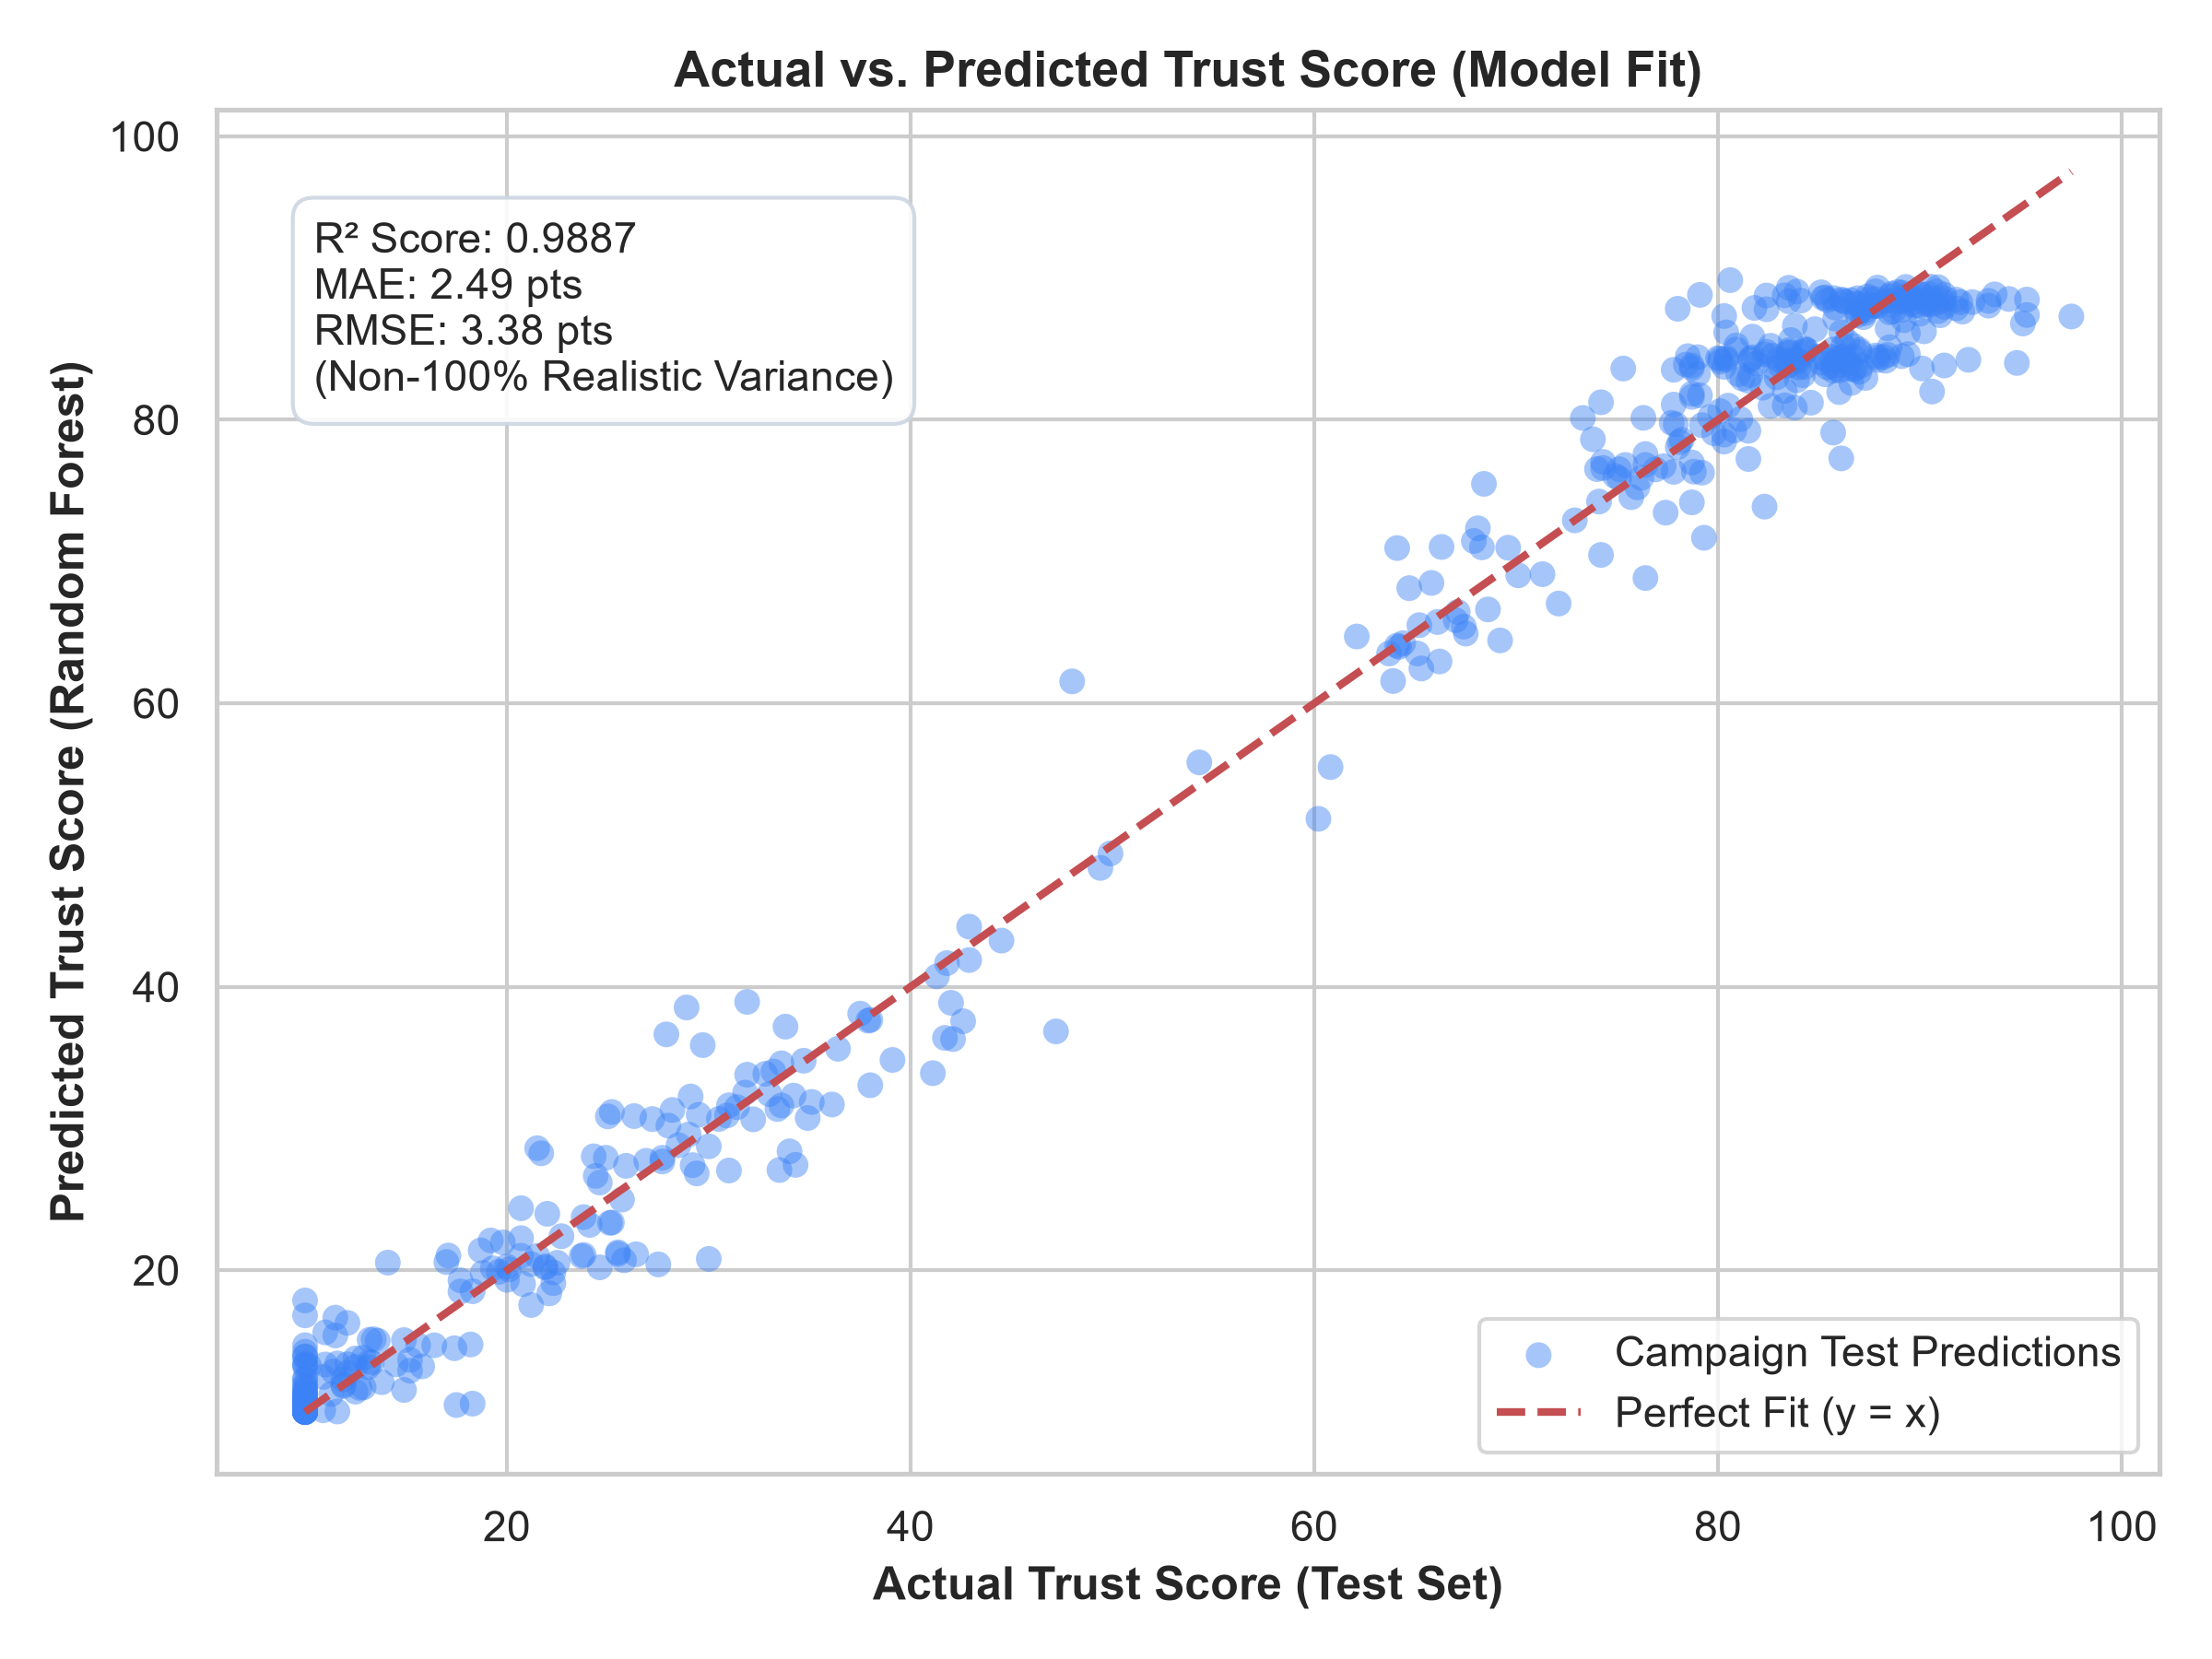 Actual vs. Predicted Trust Score (Model Fit)
100
80
60
40
20
Predicted Trust Score (Random Forest)
R² Score: 0.9887
MAE: 2.49 pts
RMSE: 3.38 pts
(Non-100% Realistic Variance)
Campaign Test Predictions
Perfect Fit (y = x)
20 40 60 80 100
Actual Trust Score (Test Set)